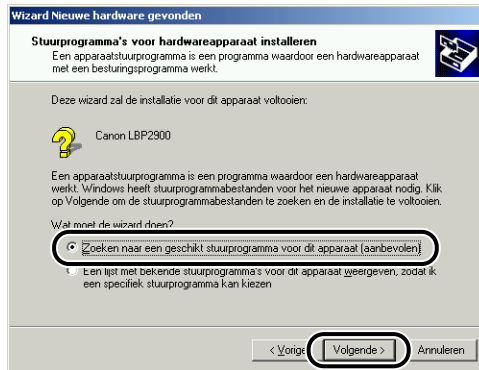 Wizard Nieuwe hardware gevonden
Stuurprogramma's voor hardwareapparaat installeren
Een apparaatstuurprogramma is een programma waardoor een hardwareapparaat
met een besturingsprogramma werkt.
Deze wizard zal de installatie voor dit apparaat voltooien:
Canon LBP2900
Een apparaatstuurprogramma is een programma waardoor een hardwareapparaat
werkt. Windows heeft stuurprogrammabestanden voor het nieuwe apparaat nodig. Klik
op Volgende om de stuurprogrammabestanden te zoeken en de installatie te voltooien.
Wat moet de wizard doen?
Zoeken naar een geschikt stuurprogramma voor dit apparaat (aanbevolen)
Een lijst met bekende stuurprogramma's voor dit apparaat weergeven, zodat ik
een specifiek stuurprogramma kan kiezen
< Vorige Volgende > Annuleren